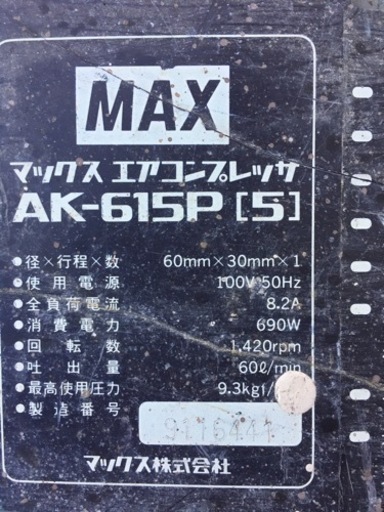 MAX
マックス エアコンプレッサ
AK-615P [5]
●径×行程×数 60mm×30mm×1
●使用電源 100V 50Hz
●全負荷電流 8.2A
●消費電力 690W
●回転数 1,420rpm
●吐出量 60ℓ/min
●最高使用圧力 9.3kgf/
●製造番号
マックス株式会社